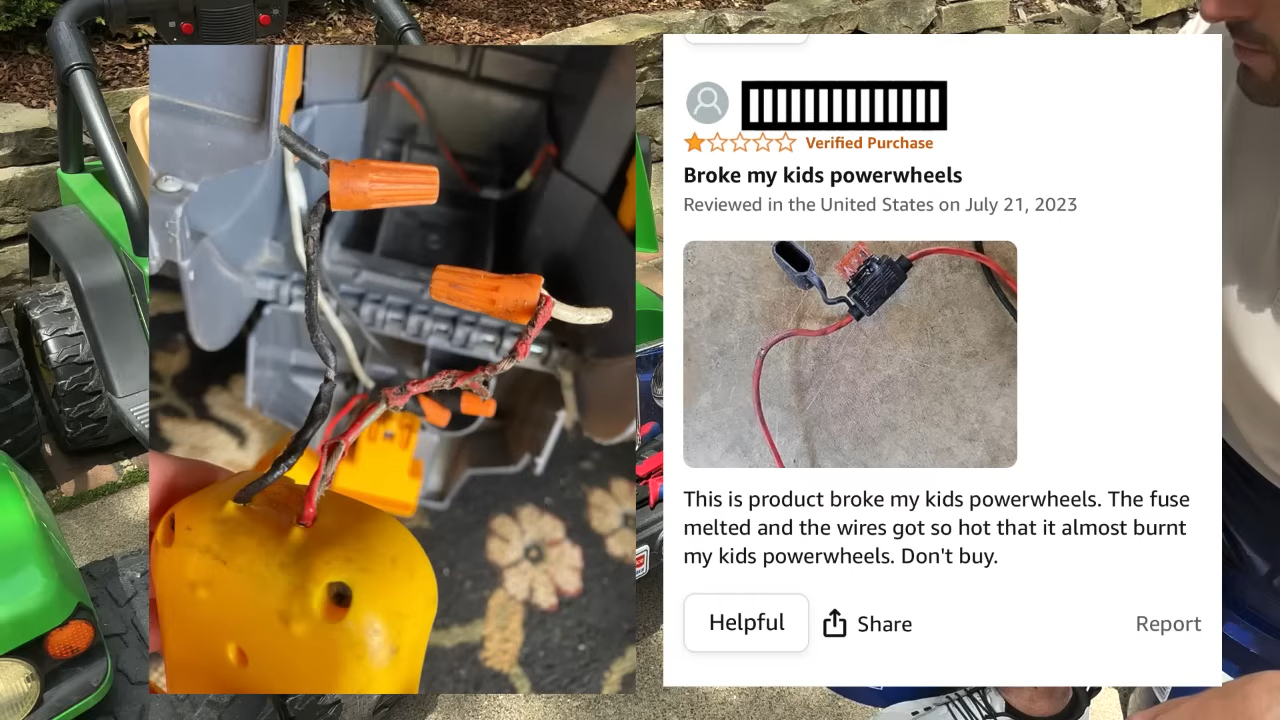 Verified Purchase
Broke my kids powerwheels
Reviewed in the United States on July 21, 2023
This is product broke my kids powerwheels. The fuse
melted and the wires got so hot that it almost burnt
my kids powerwheels. Don't buy.
Helpful
Share
Report